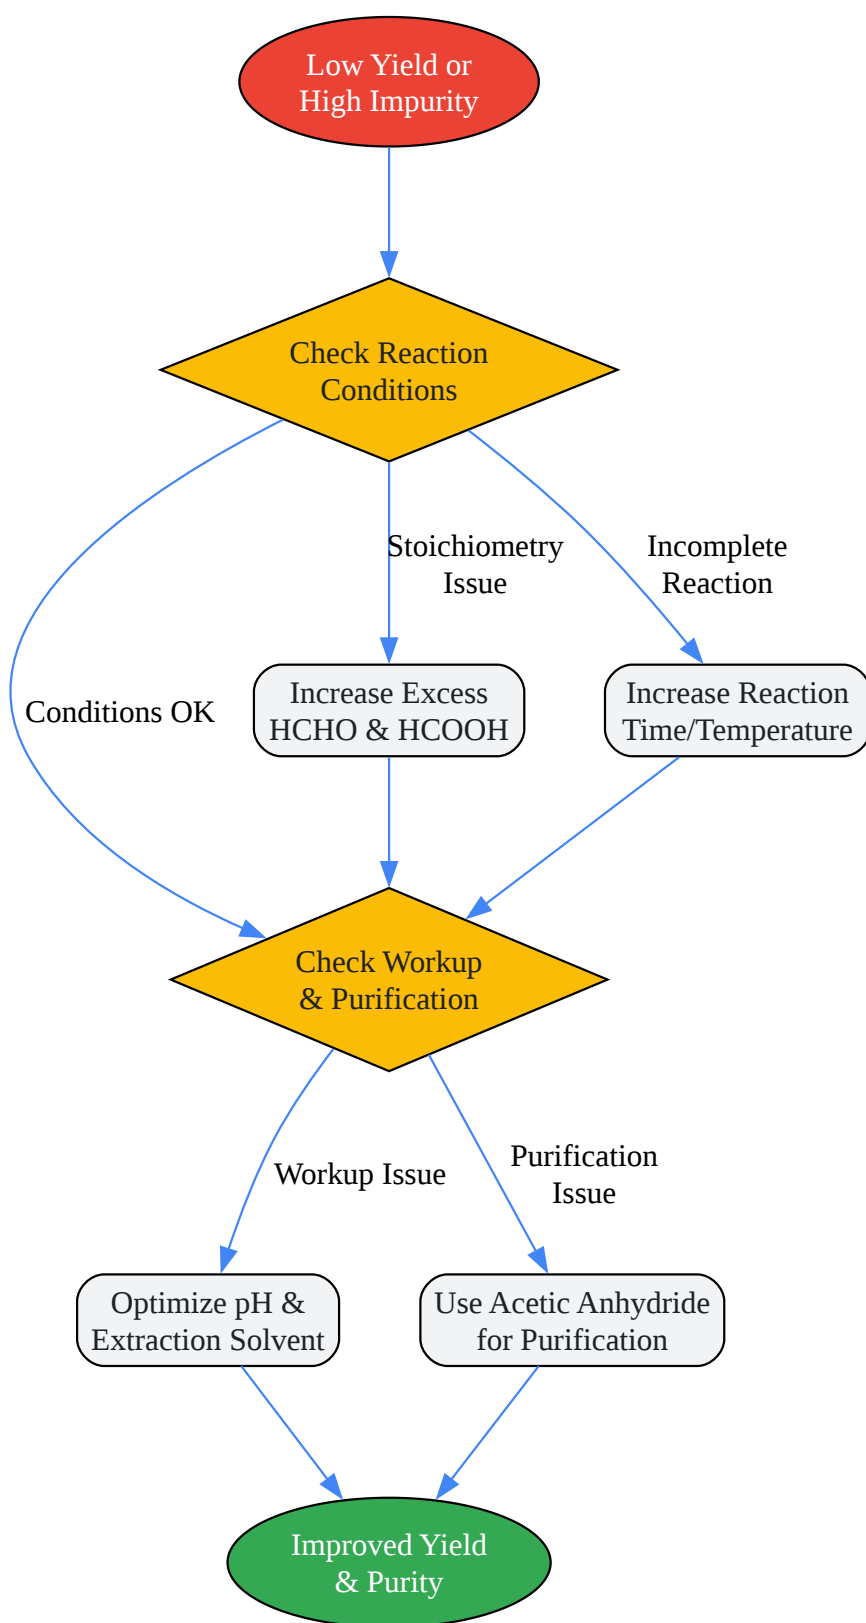 Low Yield or
High Impurity
Check Reaction
Conditions
Stoichiometry
Issue
Incomplete
Reaction
Conditions OK
Increase Excess
HCHO & HCOOH
Increase Reaction
Time/Temperature
Check Workup
& Purification
Workup Issue
Purification
Issue
Optimize pH &
Extraction Solvent
Use Acetic Anhydride
for Purification
Improved Yield
& Purity